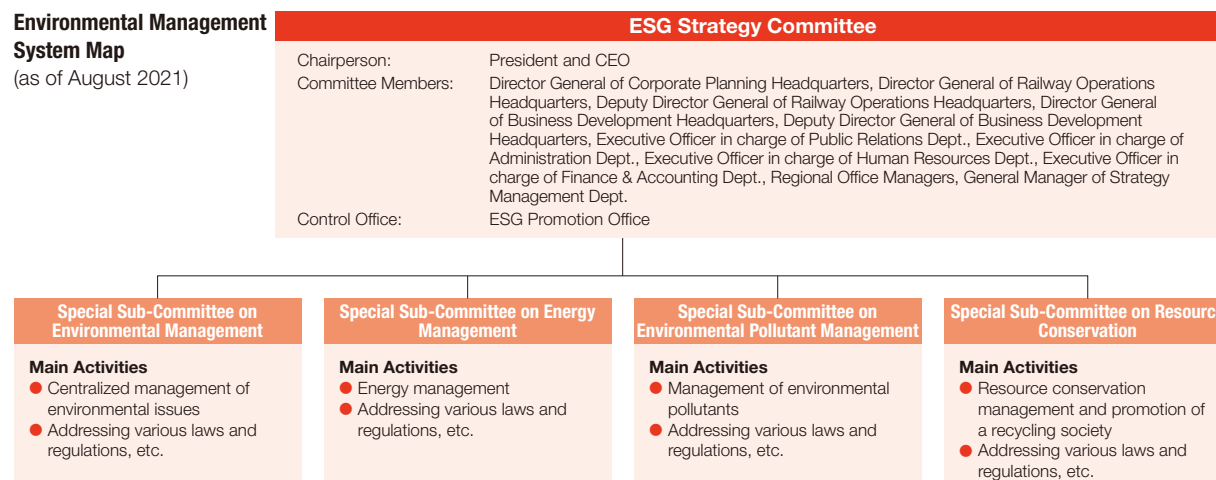 Environmental Management
System Map
(as of August 2021)
ESG Strategy Committee
Chairperson: President and CEO
Committee Members: Director General of Corporate Planning Headquarters, Director General of Railway Operations
Headquarters, Deputy Director General of Railway Operations Headquarters, Director General
of Business Development Headquarters, Deputy Director General of Business Development
Headquarters, Executive Officer in charge of Public Relations Dept., Executive Officer in charge of
Administration Dept., Executive Officer in charge of Human Resources Dept., Executive Officer in
charge of Finance & Accounting Dept., Regional Office Managers, General Manager of Strategy
Management Dept.
Control Office: ESG Promotion Office
Special Sub-Committee on
Environmental Management
Main Activities
● Centralized management of
environmental issues
● Addressing various laws and
regulations, etc.
Special Sub-Committee on Energy
Management
Main Activities
● Energy management
● Addressing various laws and
regulations, etc.
Special Sub-Committee on
Environmental Pollutant Management
Main Activities
● Management of environmental
pollutants
● Addressing various laws and
regulations, etc.
Special Sub-Committee on Resourc
Conservation
Main Activities
● Resource conservation
management and promotion of
a recycling society
● Addressing various laws and
regulations, etc.